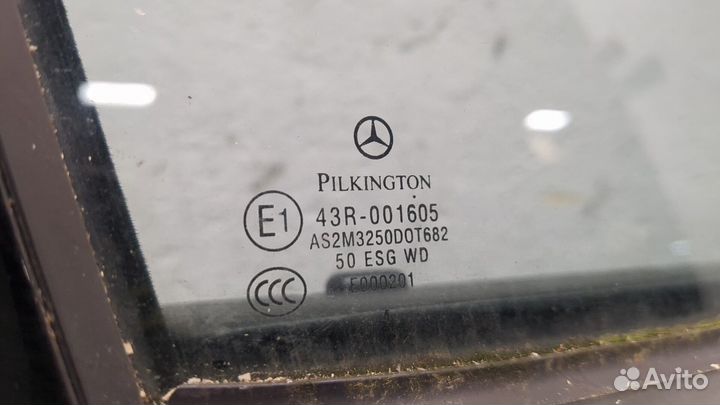 PILKINGTON
E1
43R-001605
AS2M3250DOT682
50 ESG WD
CCC
E000201
Avito